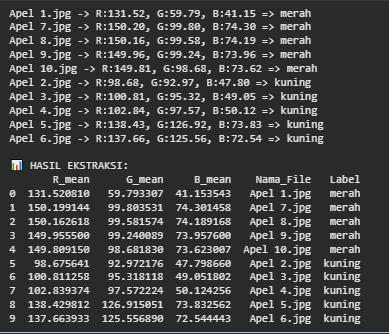 Apel 1.jpg -> R:131.52, G:59.79, B:41.15 => merah
Apel 7.jpg -> R:150.20, G:99.80, B:74.30 => merah
Apel 8.jpg -> R:150.16, G:99.58, B:74.19 => merah
Apel 9.jpg -> R:149.96, G:99.24, B:73.96 => merah
Apel 10.jpg -> R:149.81, G:98.68, B:73.62 => merah
Apel 2.jpg -> R:98.68, G:92.97, B:47.80 => kuning
Apel 3.jpg -> R:100.81, G:95.32, B:49.05 => kuning
Apel 4.jpg -> R:102.84, G:97.57, B:50.12 => kuning
Apel 5.jpg -> R:138.43, G:126.92, B:73.83 => kuning
Apel 6.jpg -> R:137.66, G:125.56, B:72.54 => kuning
📊 HASIL EKSTRAKSI:
R_mean G_mean B_mean Nama_File Label
0 131.520810 59.793307 41.153543 Apel 1.jpg merah
1 150.199144 99.803531 74.301458 Apel 7.jpg merah
2 150.162618 99.581574 74.189168 Apel 8.jpg merah
3 149.955500 99.240089 73.957600 Apel 9.jpg merah
4 149.809150 98.681830 73.623007 Apel 10.jpg merah
5 98.675641 92.972176 47.798660 Apel 2.jpg kuning
6 100.811258 95.318118 49.051802 Apel 3.jpg kuning
7 102.839374 97.572224 50.124256 Apel 4.jpg kuning
8 138.429812 126.915051 73.832562 Apel 5.jpg kuning
9 137.663933 125.556890 72.544443 Apel 6.jpg kuning